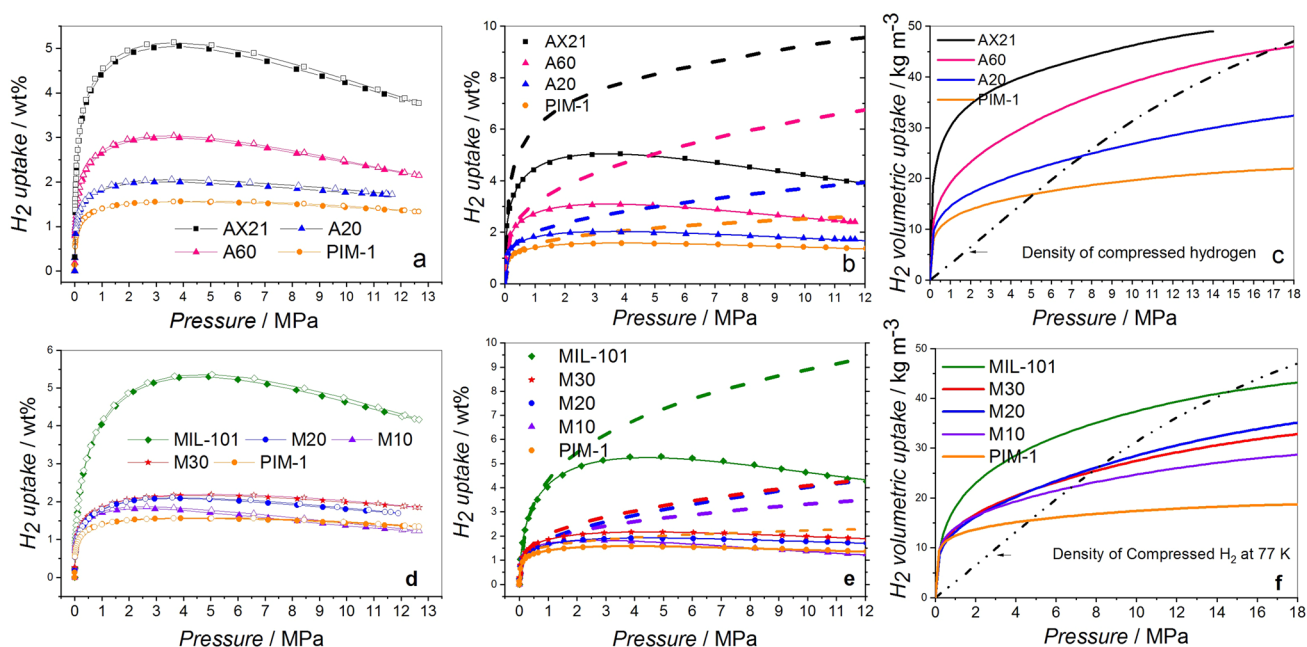 H2 uptake / wt%
5
4
3
2
1
0
AX21 A20
A60 PIM-1
a
0 1 2 3 4 5 6 7 8 9 10 11 12 13
Pressure / MPa
H2 uptake / wt%
10
8
6
4
2
0
AX21
A60
A20
PIM-1
b
0 1 2 3 4 5 6 7 8 9 10 11 12
Pressure / MPa
H2 volumetric uptake / kg m-3
50
40
30
20
10
0
AX21
A60
A20
PIM-1
Density of compressed hydrogen
c
0 1 2 3 4 5 6 7 8 9 10 11 12 13 14 15 16 17 18
Pressure / MPa
H2 uptake / wt%
6
5
4
3
2
1
0
MIL-101 M20 M10
M30 PIM-1
d
0 1 2 3 4 5 6 7 8 9 10 11 12 13
Pressure / MPa
H2 uptake / wt%
10
9
8
7
6
5
4
3
2
1
0
MIL-101
M30
M20
M10
PIM-1
e
0 1 2 3 4 5 6 7 8 9 10 11 12
Pressure / MPa
H2 volumetric uptake / kg m-3
50
40
30
20
10
0
MIL-101
M30
M20
M10
PIM-1
Density of Compressed H2 at 77 K
f
0 2 4 6 8 10 12 14 16 18
Pressure / MPa